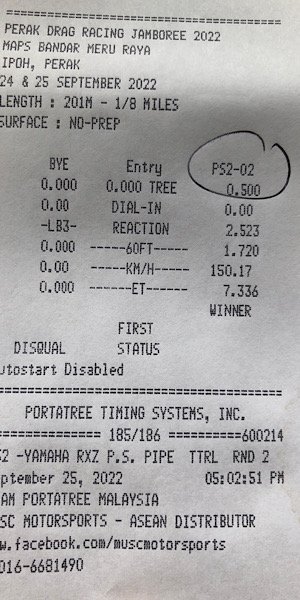 ================================
PERAK DRAG RACING JAMBOREE 2022
MAPS BANDAR MERU RAYA
IPOH, PERAK
24 & 25 SEPTEMBER 2022
LENGTH : 201M - 1/8 MILES
SURFACE : NO-PREP
BYE Entry PS2-02
0.000 0.000 TREE 0.500
0.00 DIAL-IN 0.00
-LB3- REACTION 2.523
0.000 ------60FT------ 1.720
0.00 -----KM/H----- 150.17
0.000 ------ET------ 7.336
WINNER
FIRST
DISQUAL STATUS
utostart Disabled
================================
PORTATREE TIMING SYSTEMS, INC.
============ 185/186 ==========600214
S2 -YAMAHA RXZ P.S. PIPE TTRL RND 2
ptember 25, 2022 05:02:51 PM
AM PORTATREE MALAYSIA
SC MOTORSPORTS - ASEAN DISTRIBUTOR
w.facebook.com/muscmotorsports
016-6681490